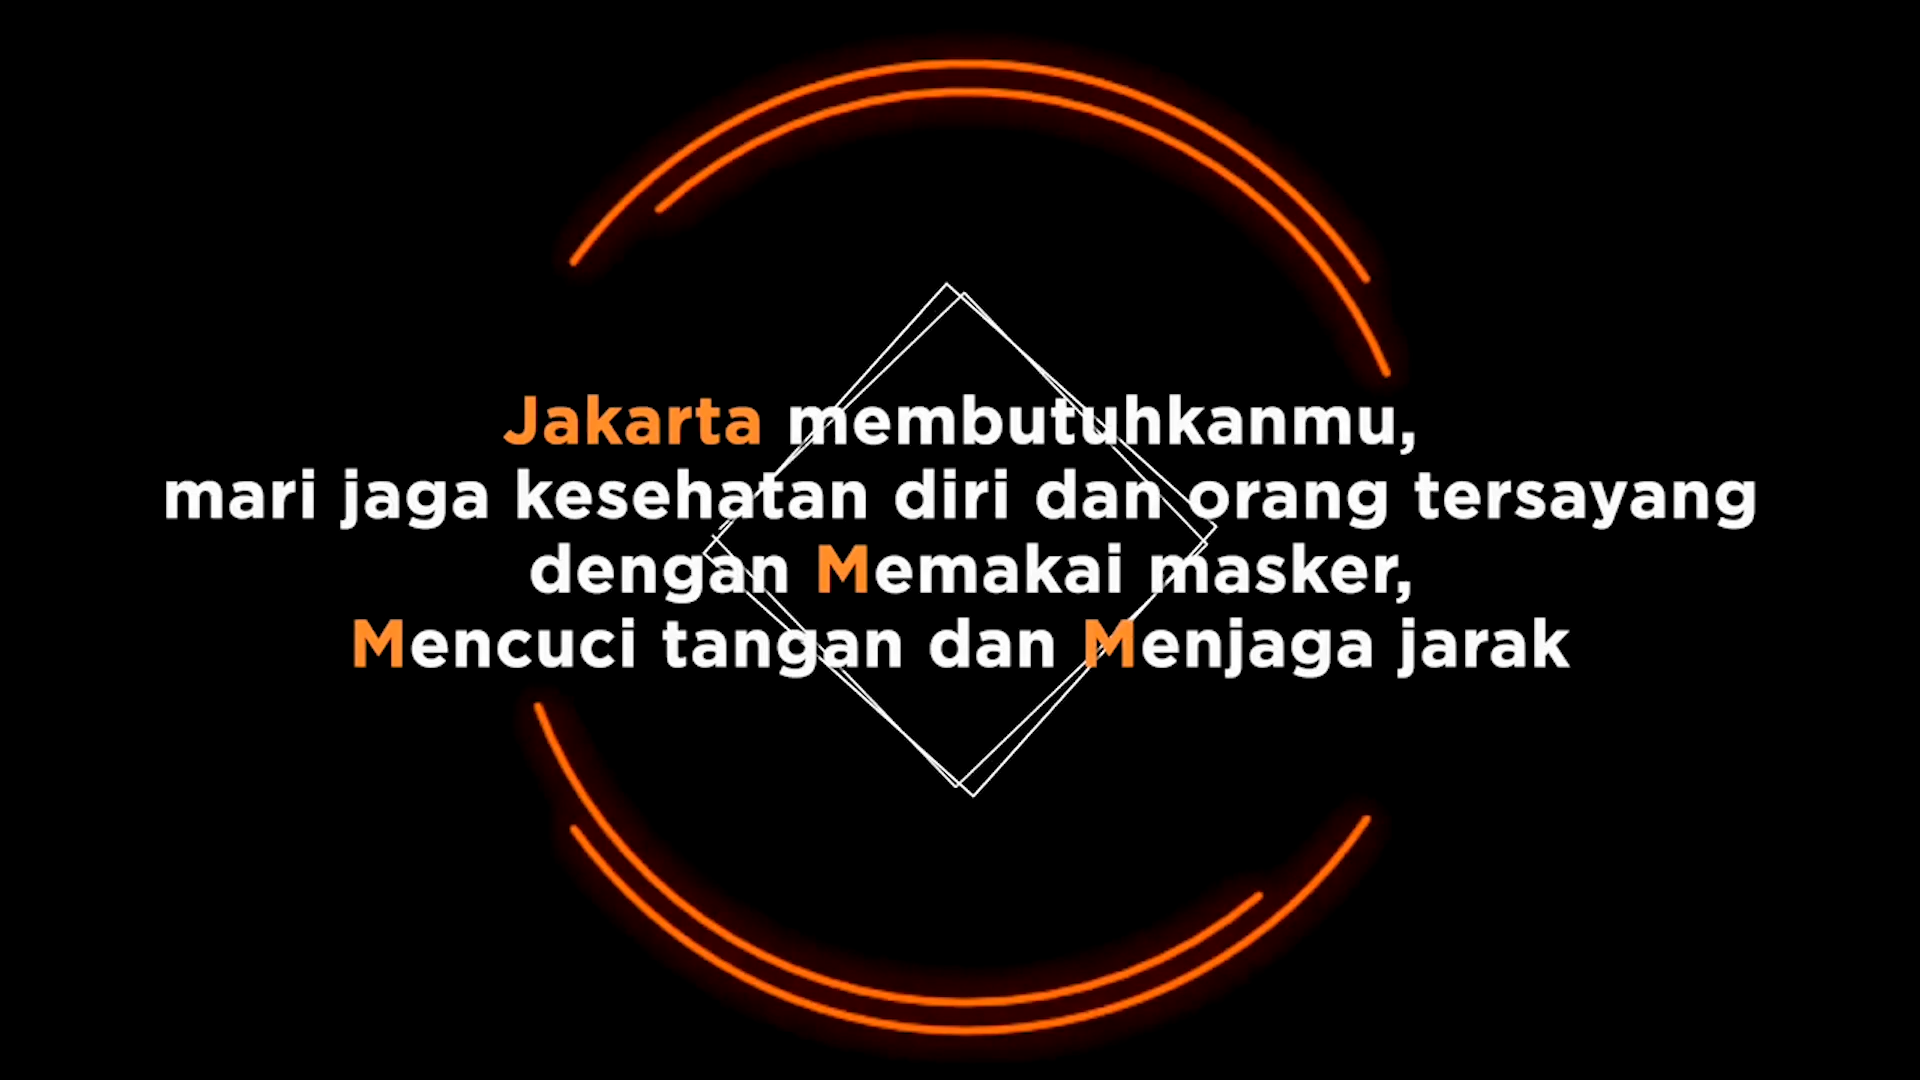 Jakarta membutuhkanmu,
mari jaga kesehatan diri dan orang tersayang
dengan Memakai masker,
Mencuci tangan dan Menjaga jarak